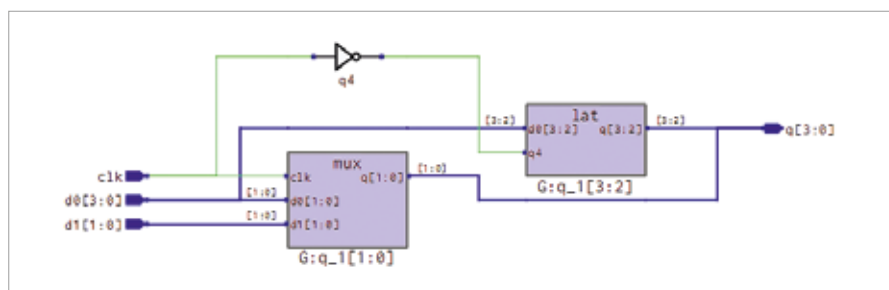 q4
lat
[3:2]
d0[3:2]
q[3:2]
[3:2]
q[3:0]
q4
G:q_1[3:2]
clk
d0[3:0]
d1[1:0]
[1:0]
[1:0]
mux
clk
q[1:0]
[1:0]
d0[1:0]
d1[1:0]
G:q_1[1:0]